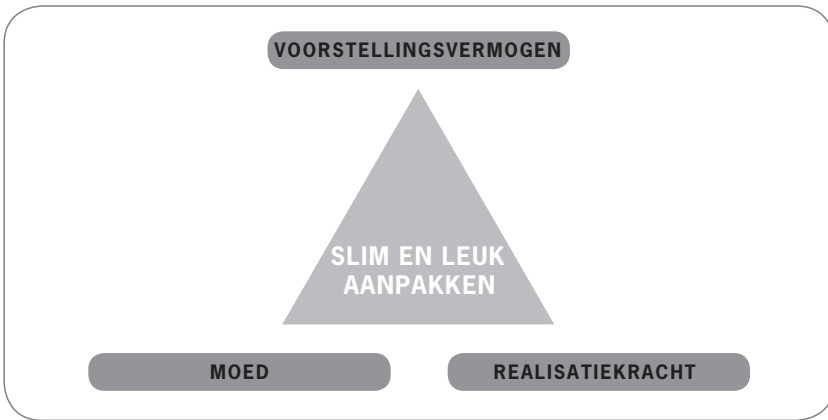 VOORSTELLINGSVERMOGEN
SLIM EN LEUK
AANPAKKEN
MOED
REALISATIEKRACHT